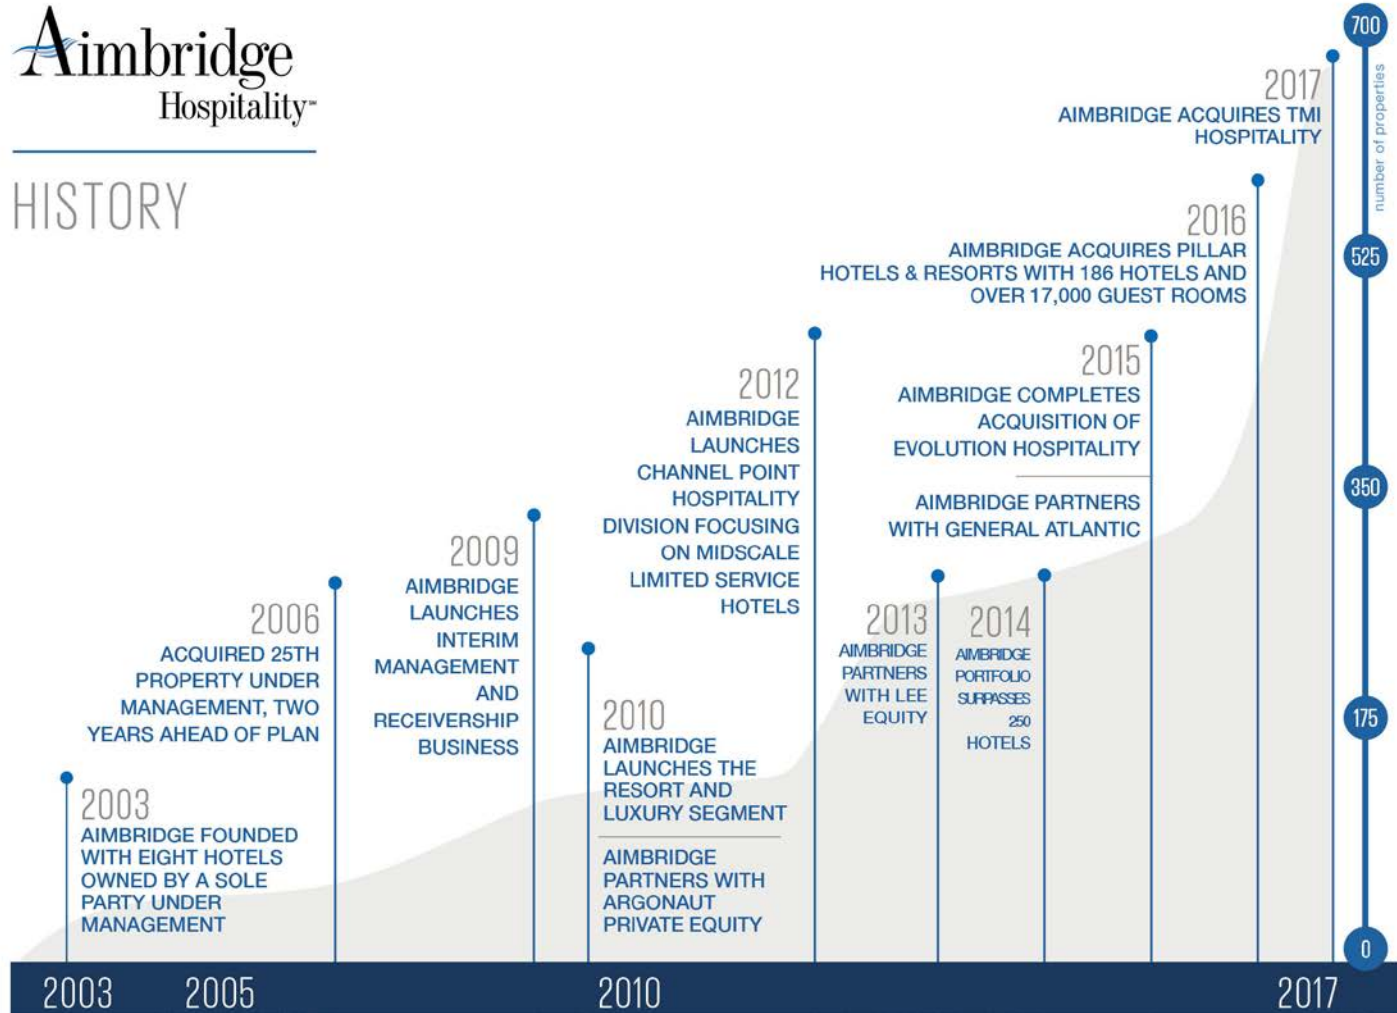 Aimbridge
Hospitality℠
HISTORY
2003
AIMBRIDGE FOUNDED
WITH EIGHT HOTELS
OWNED BY A SOLE
PARTY UNDER
MANAGEMENT
2006
ACQUIRED 25TH
PROPERTY UNDER
MANAGEMENT, TWO
YEARS AHEAD OF PLAN
2009
AIMBRIDGE
LAUNCHES
INTERIM
MANAGEMENT
AND
RECEIVERSHIP
BUSINESS
2010
AIMBRIDGE
LAUNCHES THE
RESORT AND
LUXURY SEGMENT
AIMBRIDGE
PARTNERS WITH
ARGONAUT
PRIVATE EQUITY
2012
AIMBRIDGE
LAUNCHES
CHANNEL POINT
HOSPITALITY
DIVISION FOCUSING
ON MIDSCALE
LIMITED SERVICE
HOTELS
2013
AIMBRIDGE
PARTNERS
WITH LEE
EQUITY
2014
AIMBRIDGE
PORTFOLIO
SURPASSES
250
HOTELS
2015
AIMBRIDGE COMPLETES
ACQUISITION OF
EVOLUTION HOSPITALITY
AIMBRIDGE PARTNERS
WITH GENERAL ATLANTIC
2016
AIMBRIDGE ACQUIRES PILLAR
HOTELS & RESORTS WITH 186 HOTELS AND
OVER 17,000 GUEST ROOMS
2017
AIMBRIDGE ACQUIRES TMI
HOSPITALITY
700
number of properties
525
350
175
0
2003
2005
2010
2017